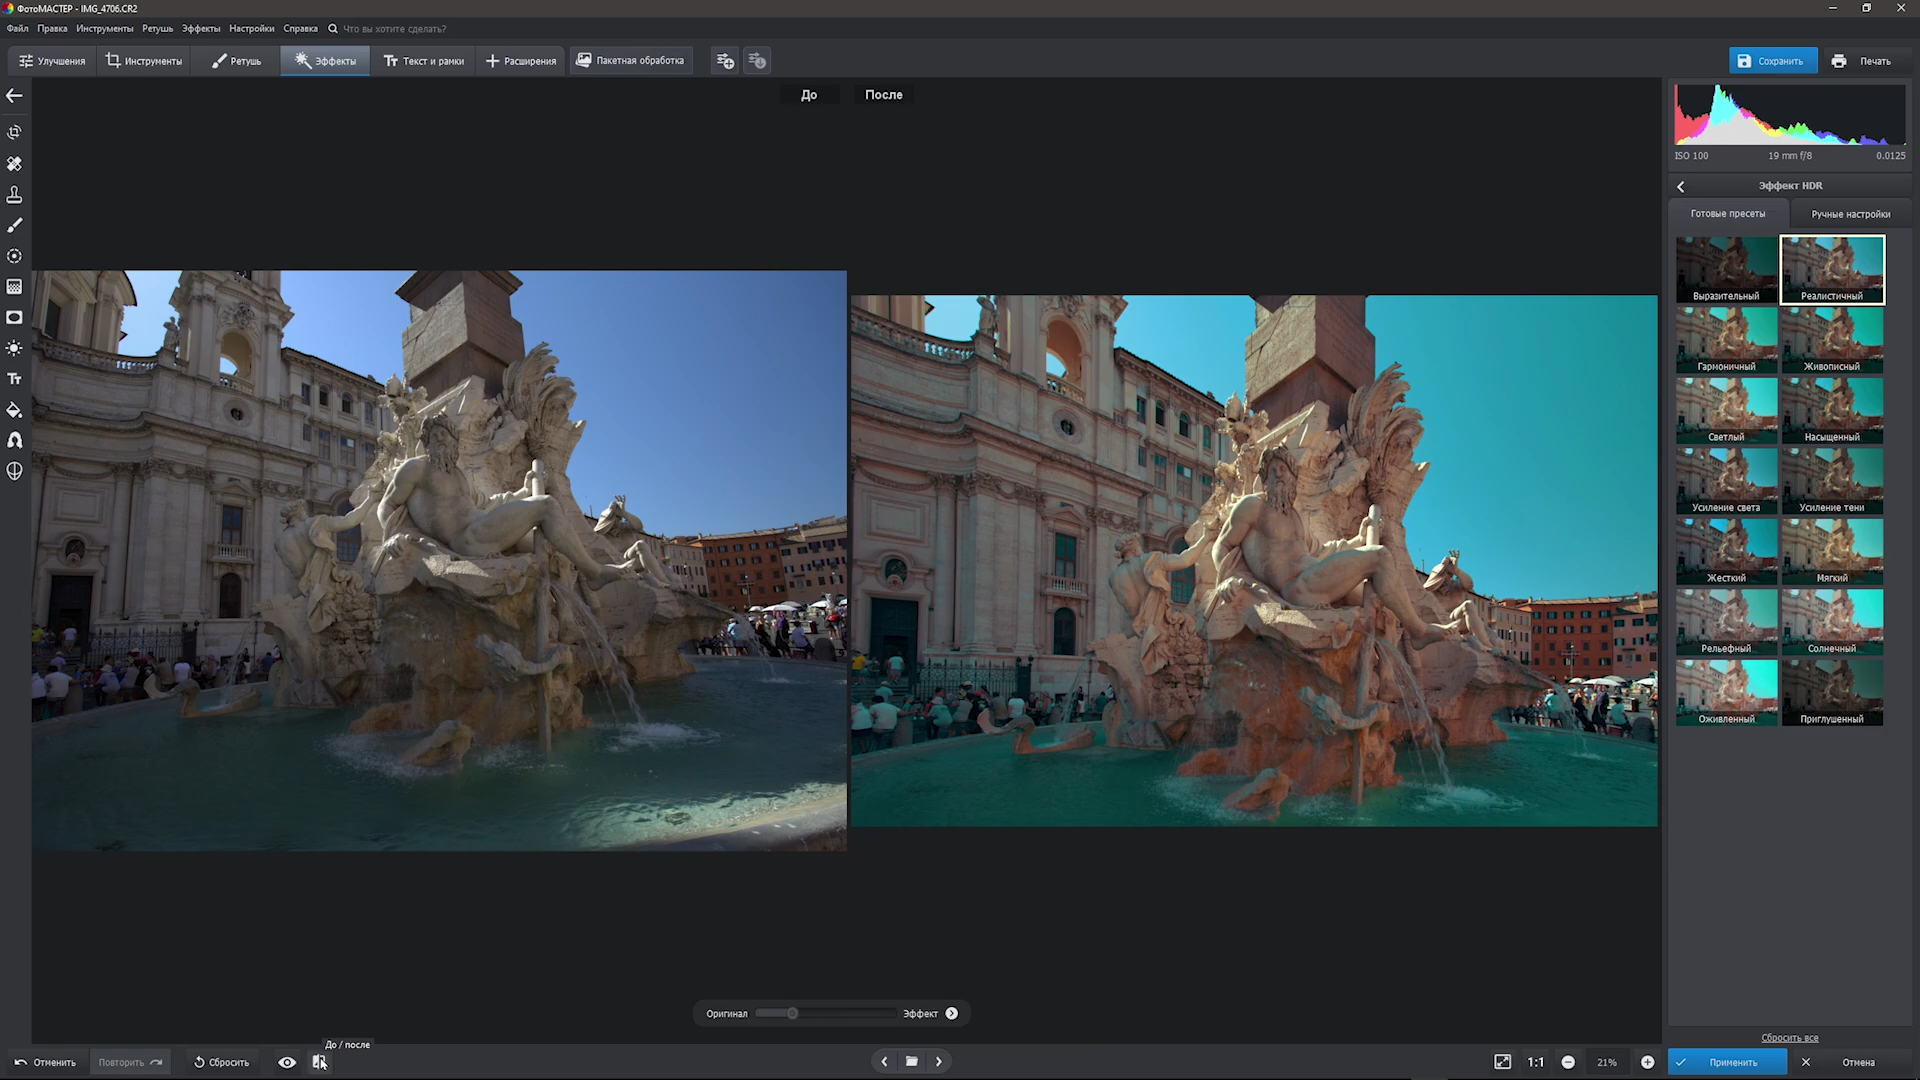 ФотоМАСТЕР - IMG_4706.CR2
Файл Правка Инструменты Ретушь Эффекты Настройки Справка Что вы хотите сделать?
Улучшения Инструменты Ретушь Эффекты Текст и рамки Расширения Пакетная обработка Сохранить Печать
До После
ISO 100 19 mm f/8 0.0125
Эффект HDR
Готовые пресеты Ручные настройки
Выразительный Реалистичный
Гармоничный Живописный
Светлый Насыщенный
Усиление света Усиление тени
Жесткий Мягкий
Рельефный Солнечный
Оживленный Приглушенный
Оригинал Эффект
Сбросить все
До / после
Отменить Повторить Сбросить 1:1 21% Применить Отмена